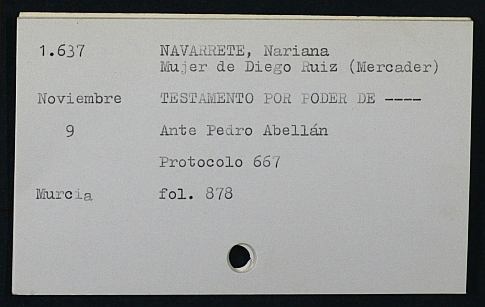 1.637 NAVARRETE, Nariana
Mujer de Diego Ruiz (Mercader)
Noviembre TESTAMENTO POR PODER DE ----
9 Ante Pedro Abellán
Protocolo 667
Murcia fol. 878